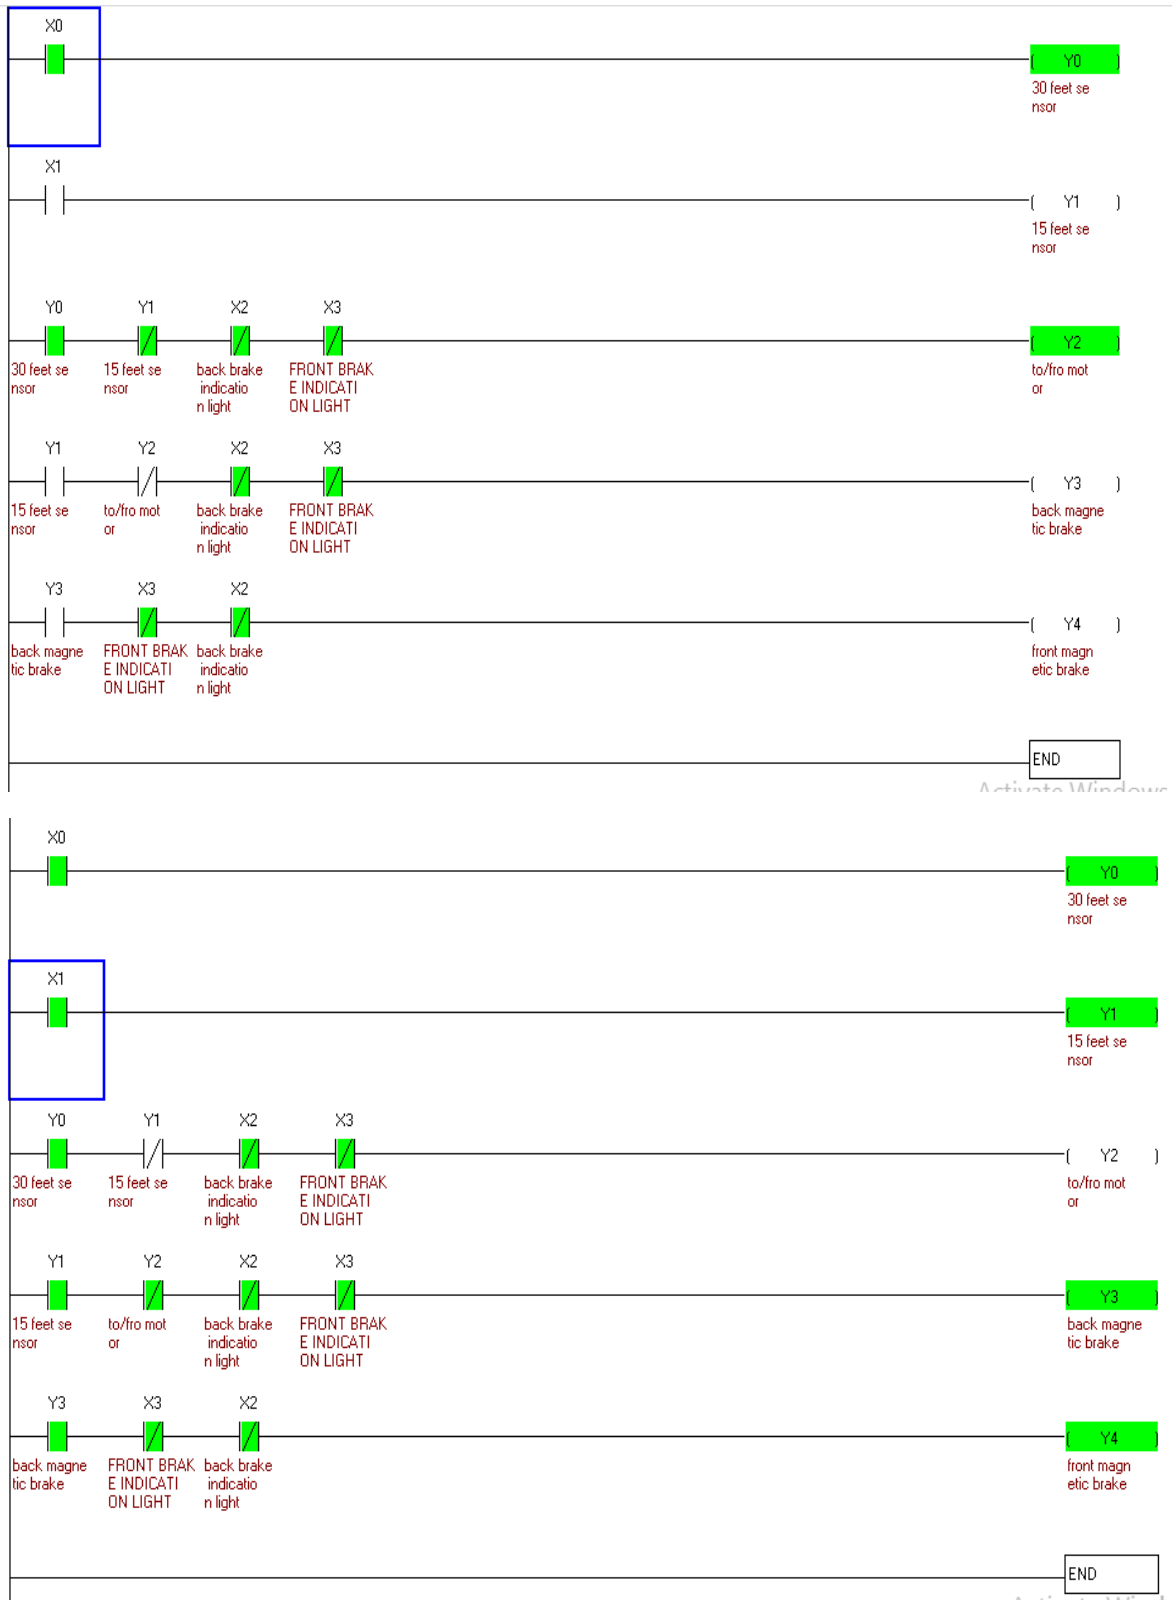 X0
( Y0 )
30 feet se
nsor
X1
( Y1 )
15 feet se
nsor
Y0 Y1 X2 X3
( Y2 )
30 feet se 15 feet se back brake FRONT BRAK to/fro mot
nsor nsor indicatio E INDICATI or
n light ON LIGHT
Y1 Y2 X2 X3
( Y3 )
15 feet se to/fro mot back brake FRONT BRAK back magne
nsor or indicatio E INDICATI tic brake
n light ON LIGHT
Y3 X3 X2
( Y4 )
back magne FRONT BRAK back brake front magn
tic brake E INDICATI indicatio etic brake
ON LIGHT n light
END
Activate Windows
X0
( Y0 )
30 feet se
nsor
X1
( Y1 )
15 feet se
nsor
Y0 Y1 X2 X3
( Y2 )
30 feet se 15 feet se back brake FRONT BRAK to/fro mot
nsor nsor indicatio E INDICATI or
n light ON LIGHT
Y1 Y2 X2 X3
( Y3 )
15 feet se to/fro mot back brake FRONT BRAK back magne
nsor or indicatio E INDICATI tic brake
n light ON LIGHT
Y3 X3 X2
( Y4 )
back magne FRONT BRAK back brake front magn
tic brake E INDICATI indicatio etic brake
ON LIGHT n light
END